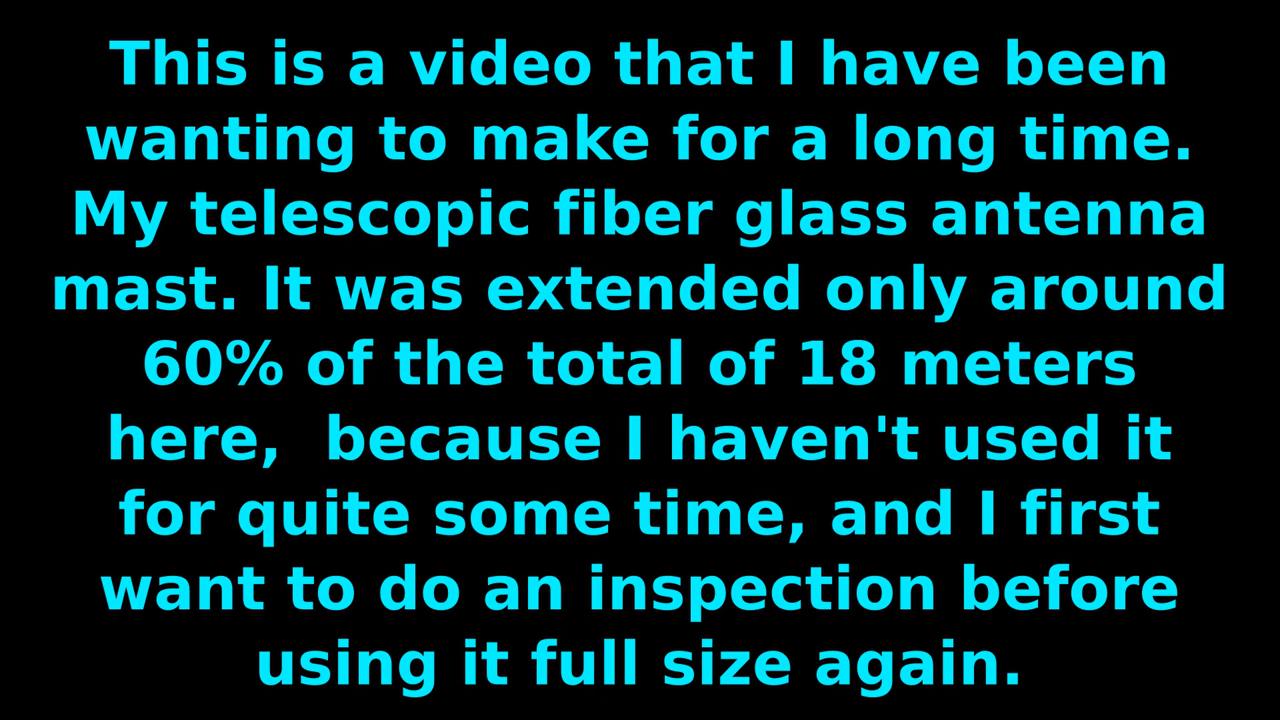 This is a video that I have been
wanting to make for a long time.
My telescopic fiber glass antenna
mast. It was extended only around
60% of the total of 18 meters
here,  because I haven't used it
for quite some time, and I first
want to do an inspection before
using it full size again.